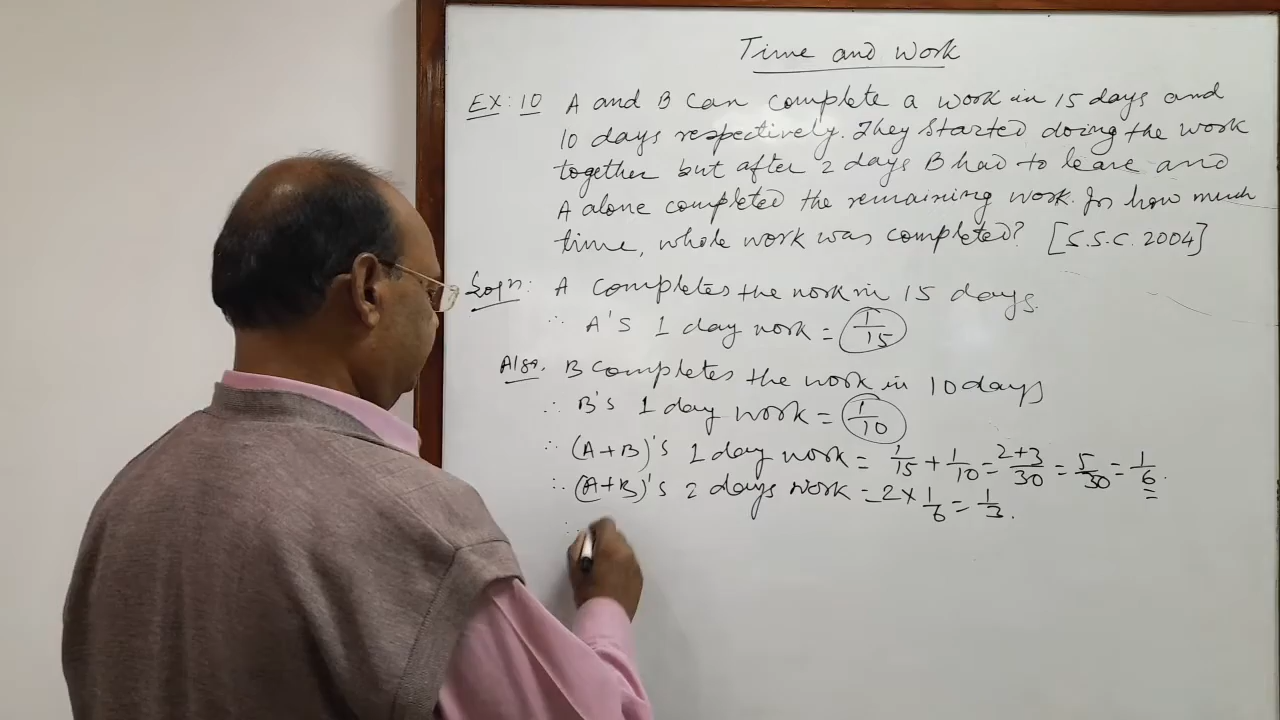 Time and Work
EX: 10 A and B can complete a work in 15 days and
10 days respectively. They started doing the work
together but after 2 days B had to leave and
A alone completed the remaining work. In how much
time, whole work was completed? [S.S.C. 2004]
Sol^n: A completes the work in 15 days.
∴ A's 1 day work = 1/15
Also. B completes the work in 10 days
∴ B's 1 day work = 1/10
∴ (A+B)'s 1 day work = 1/15 + 1/10 = 2+3/30 = 5/30 = 1/6.
∴ (A+B)'s 2 days work = 2 × 1/6 = 1/3.
∴